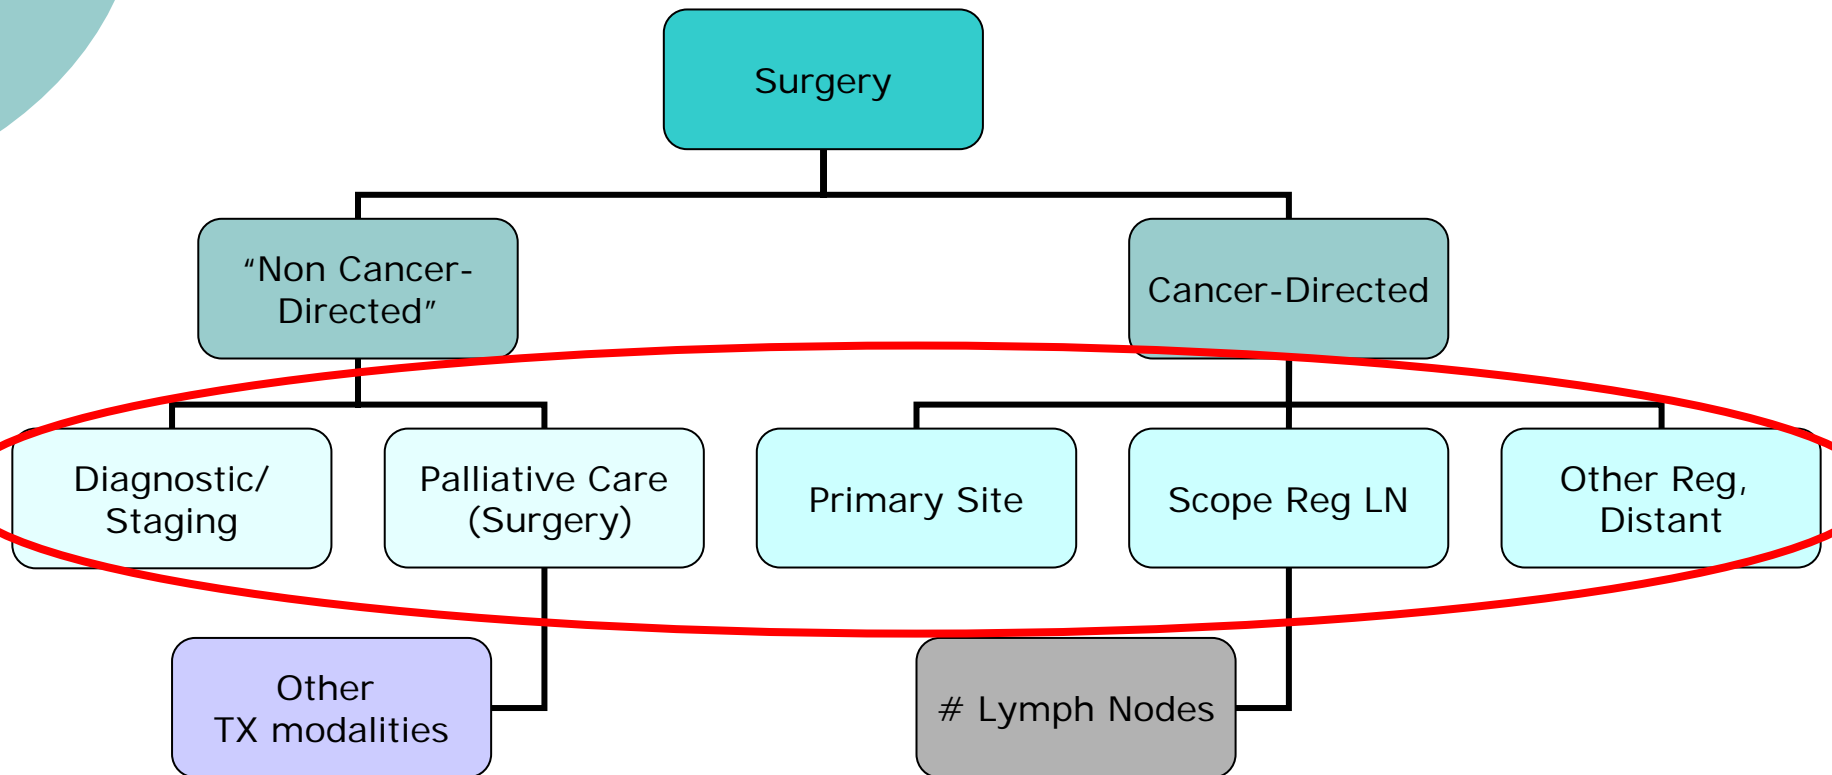 Surgery
“Non Cancer-
Directed”
Cancer-Directed
Diagnostic/
Staging
Palliative Care
(Surgery)
Primary Site
Scope Reg LN
Other Reg,
Distant
Other
TX modalities
# Lymph Nodes